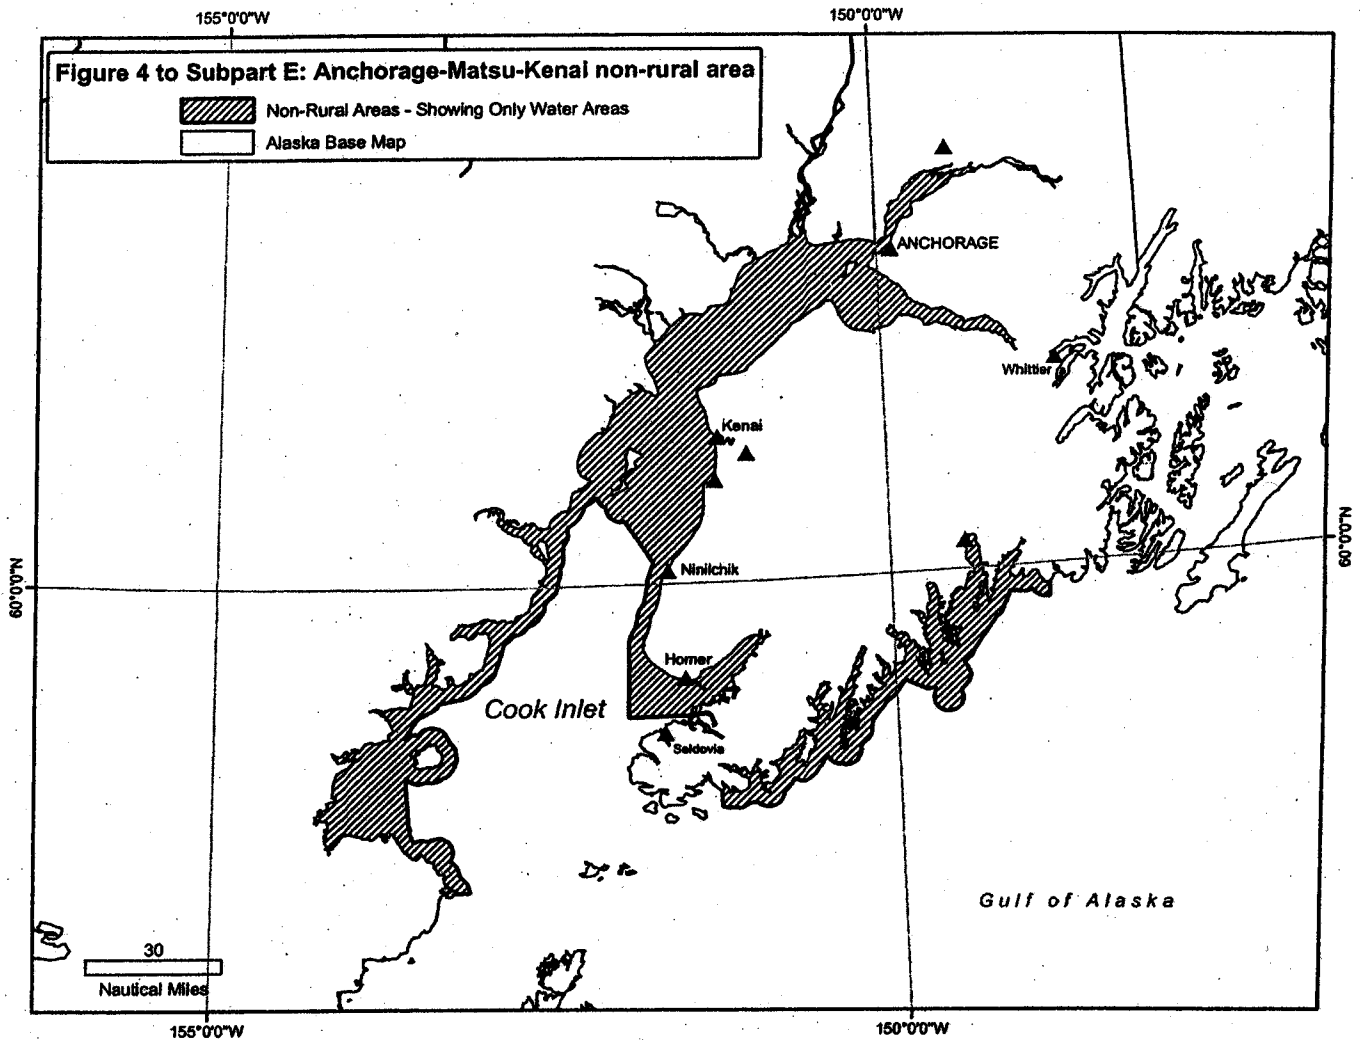 155°0'0"W
150°0'0"W
Figure 4 to Subpart E: Anchorage-Matsu-Kenai non-rural area
Non-Rural Areas - Showing Only Water Areas
Alaska Base Map
ANCHORAGE
Whittier
Kenai
60°0'0"N
60°0'0"N
Ninilchik
Homer
Cook Inlet
Seldovia
Gulf of Alaska
30
Nautical Miles
155°0'0"W
150°0'0"W